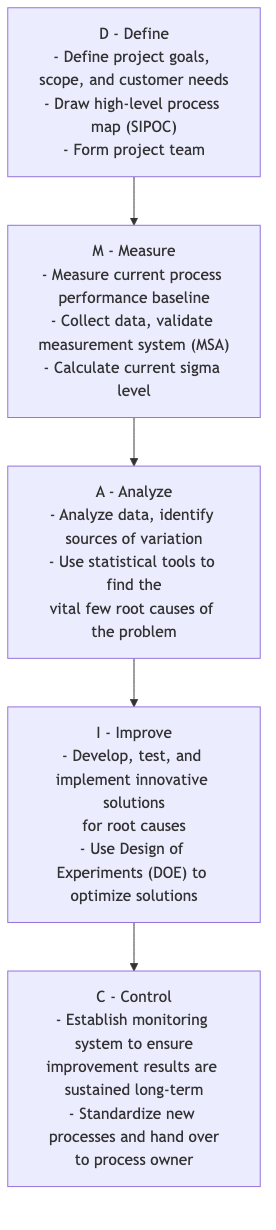 D - Define
- Define project goals,
scope, and customer needs
- Draw high-level process
map (SIPOC)
- Form project team
M - Measure
- Measure current process
performance baseline
- Collect data, validate
measurement system (MSA)
- Calculate current sigma
level
A - Analyze
- Analyze data, identify
sources of variation
- Use statistical tools to
find the
vital few root causes of
the problem
I - Improve
- Develop, test, and
implement innovative
solutions
for root causes
- Use Design of
Experiments (DOE) to
optimize solutions
C - Control
- Establish monitoring
system to ensure
improvement results are
sustained long-term
- Standardize new
processes and hand over
to process owner